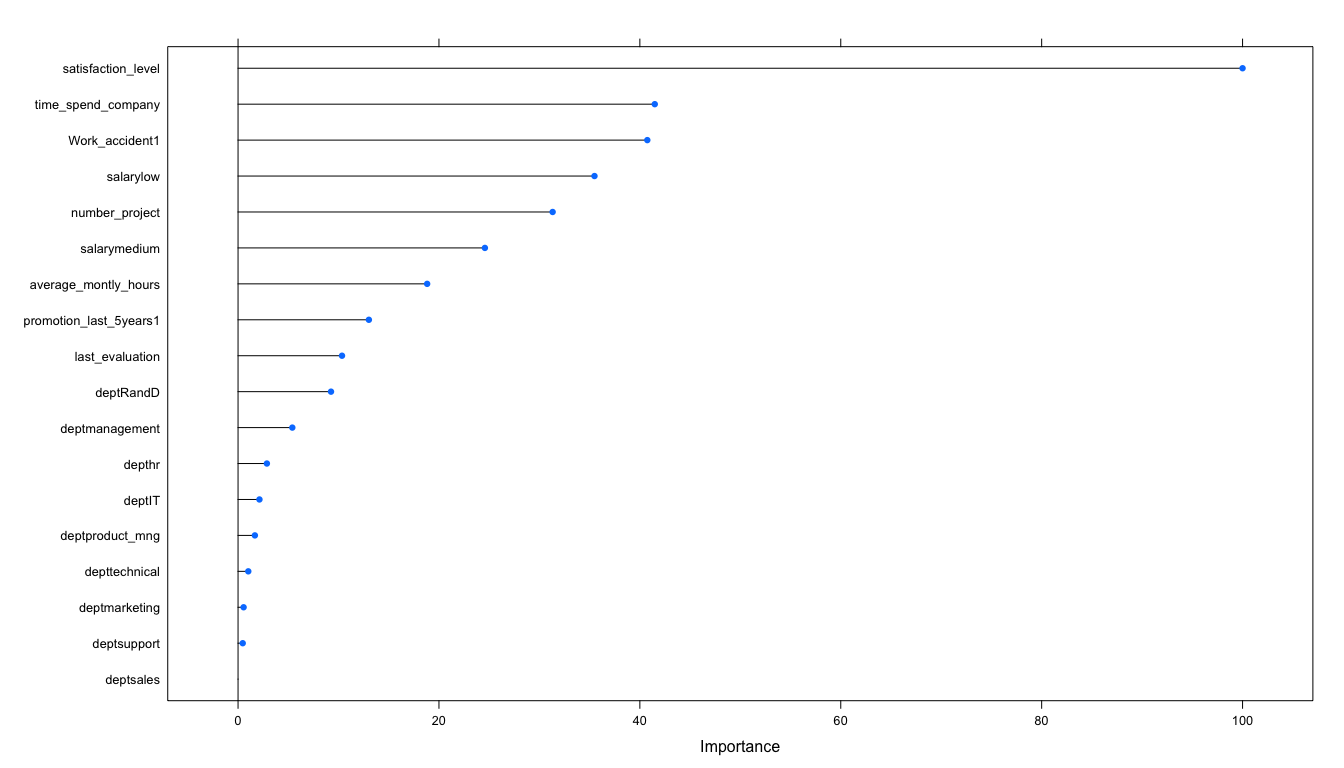 satisfaction_level
time_spend_company
Work_accident1
salarylow
number_project
salarymedium
average_montly_hours
promotion_last_5years1
last_evaluation
deptRandD
deptmanagement
depthr
deptIT
deptproduct_mng
depttechnical
deptmarketing
deptsupport
deptsales
0 20 40 60 80 100
Importance